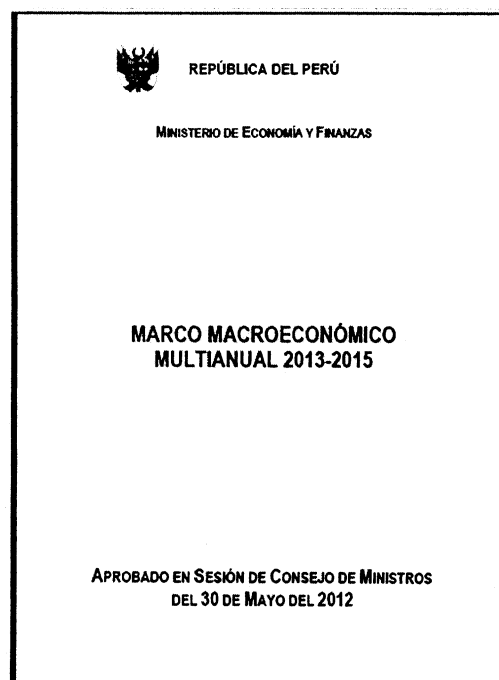 REPÚBLICA DEL PERÚ
MINISTERIO DE ECONOMÍA Y FINANZAS
MARCO MACROECONÓMICO
MULTIANUAL 2013-2015
APROBADO EN SESIÓN DE CONSEJO DE MINISTROS
DEL 30 DE MAYO DEL 2012